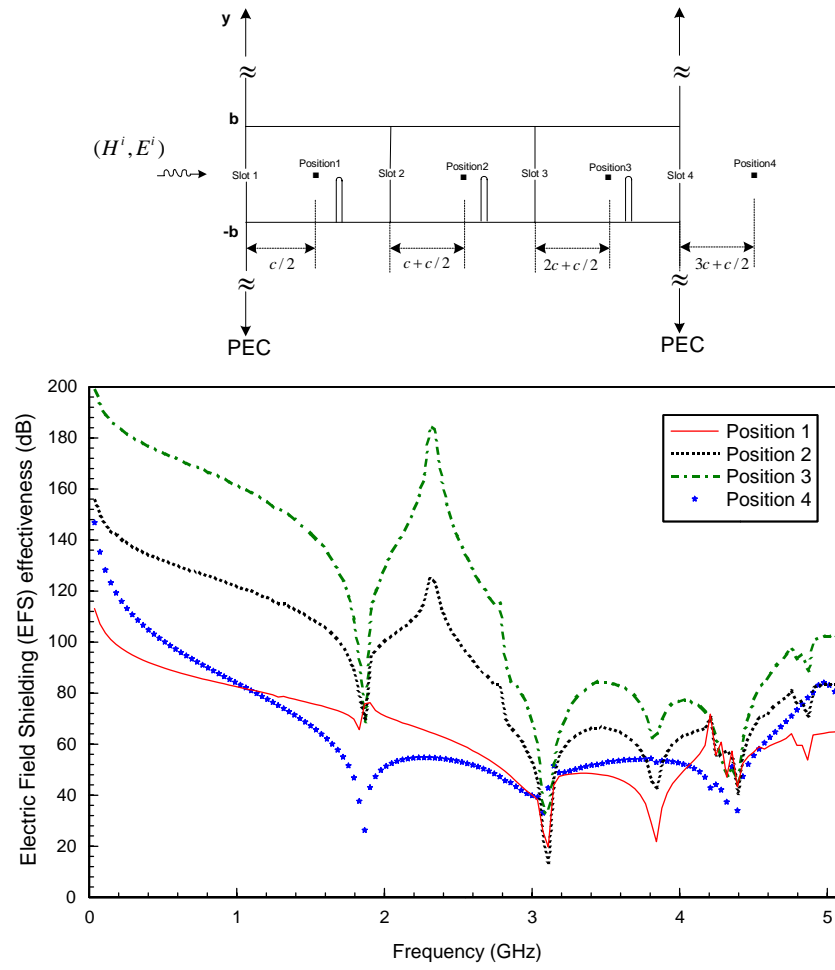 y
≈ ≈
b
(H^i, E^i)
Slot 1 Position1 Slot 2 Position2 Slot 3 Position3 Slot 4 Position4
-b
c/2 c+c/2 2c+c/2 3c+c/2
≈ ≈
PEC PEC
Electric Field Shielding (EFS) effectiveness (dB)
200
180
160
140
120
100
80
60
40
20
0
Position 1
Position 2
Position 3
Position 4
0 1 2 3 4 5
Frequency (GHz)